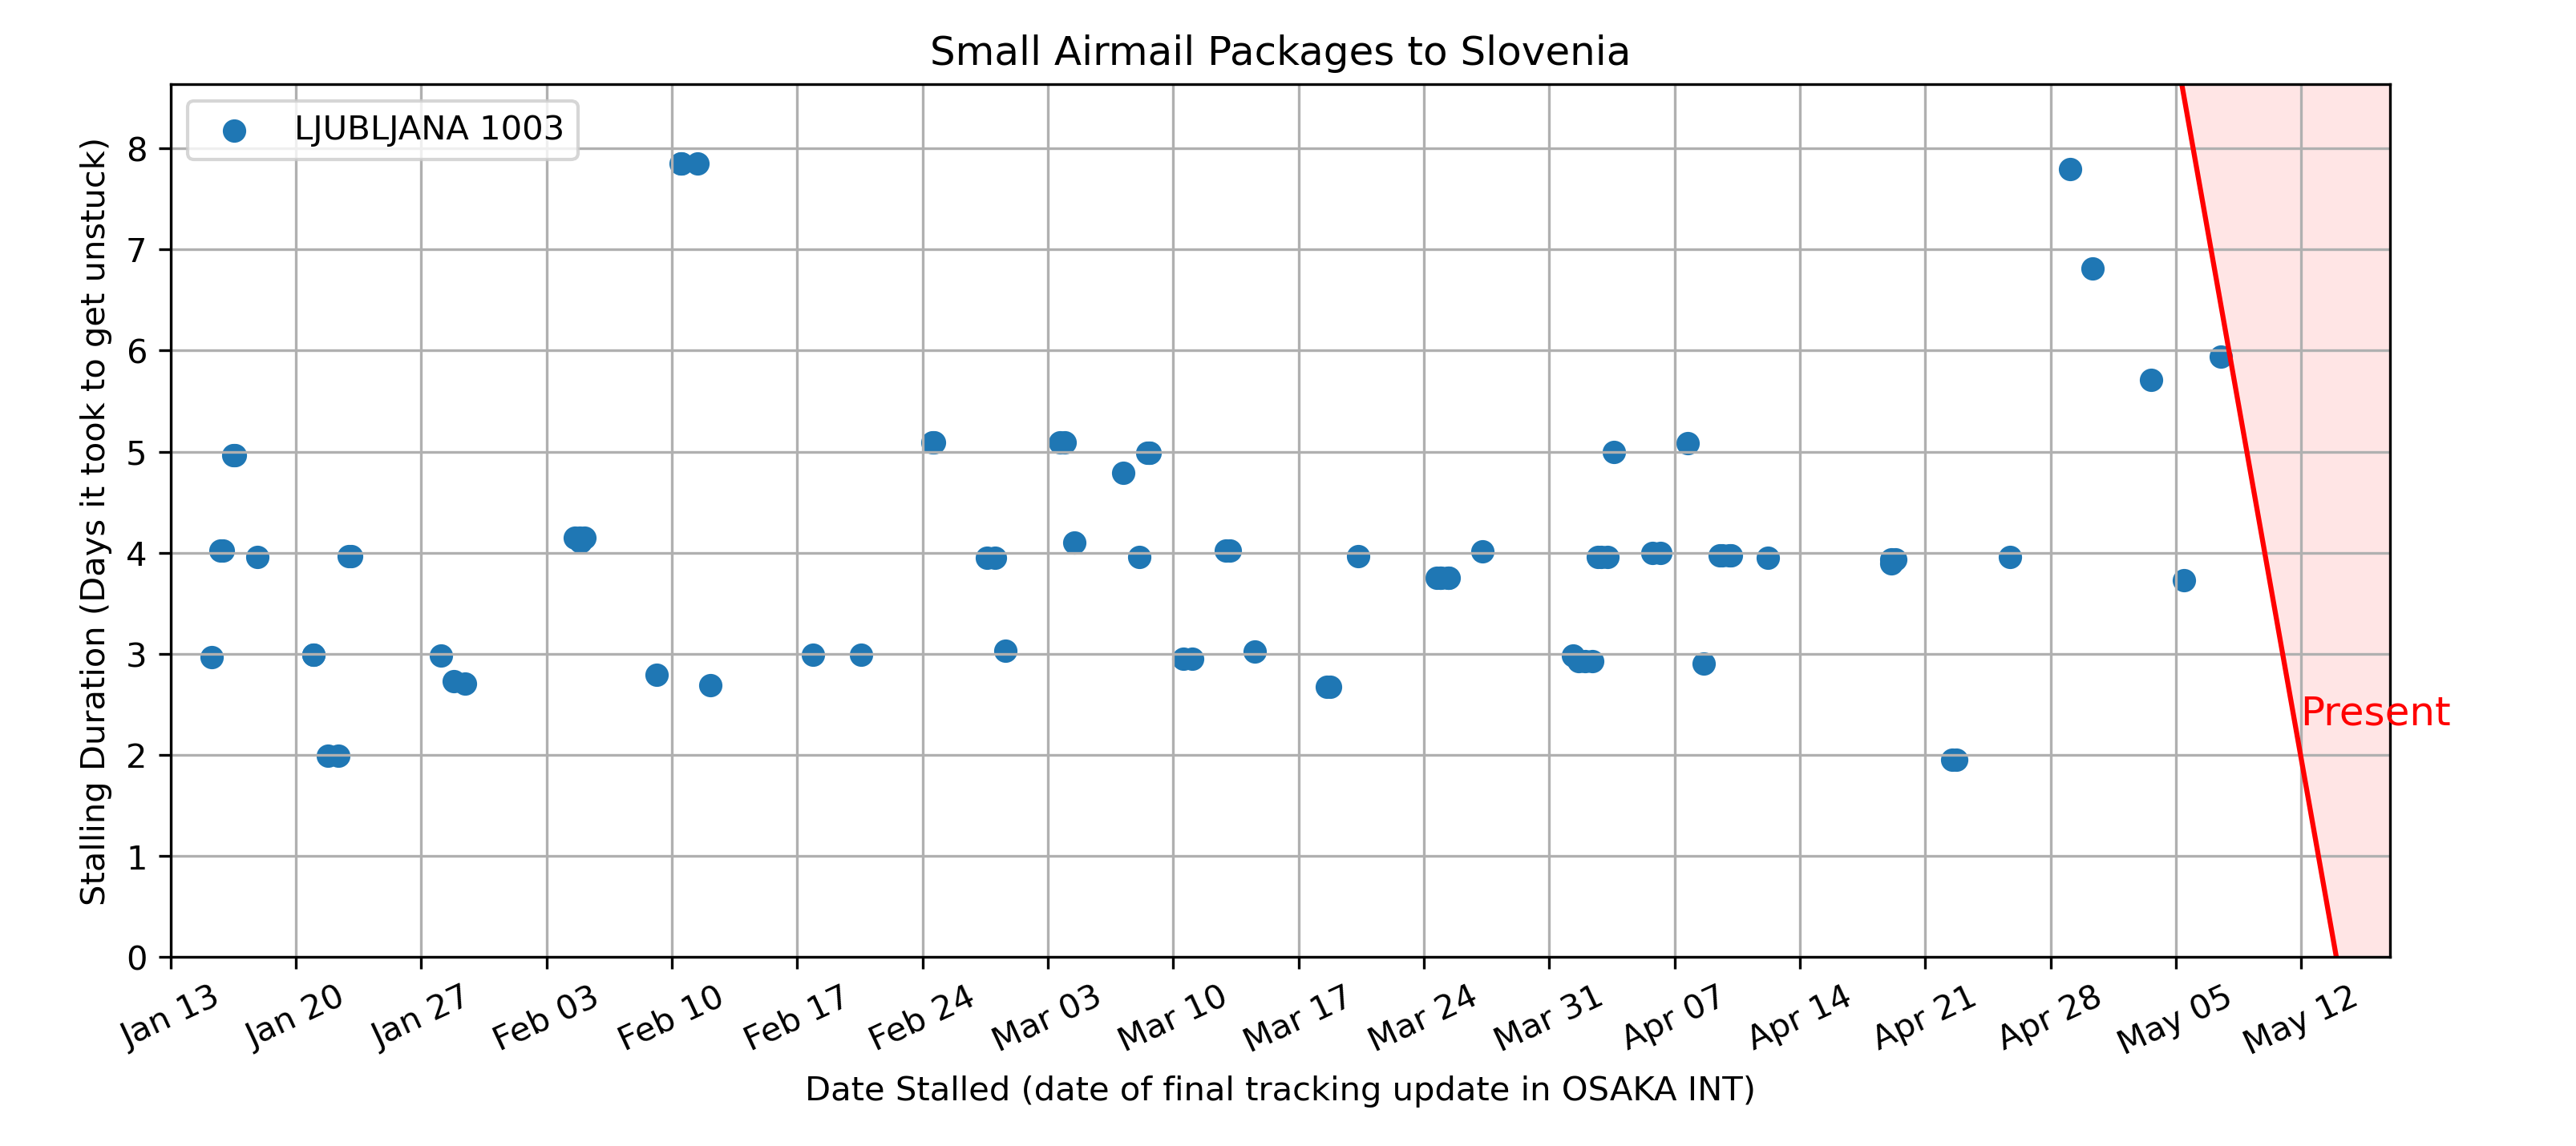 Small Airmail Packages to Slovenia
LJUBLJANA 1003
Stalling Duration (Days it took to get unstuck)
8
7
6
5
4
3
2
1
0
Present
Jan 13
Jan 20
Jan 27
Feb 03
Feb 10
Feb 17
Feb 24
Mar 03
Mar 10
Mar 17
Mar 24
Mar 31
Apr 07
Apr 14
Apr 21
Apr 28
May 05
May 12
Date Stalled (date of final tracking update in OSAKA INT)